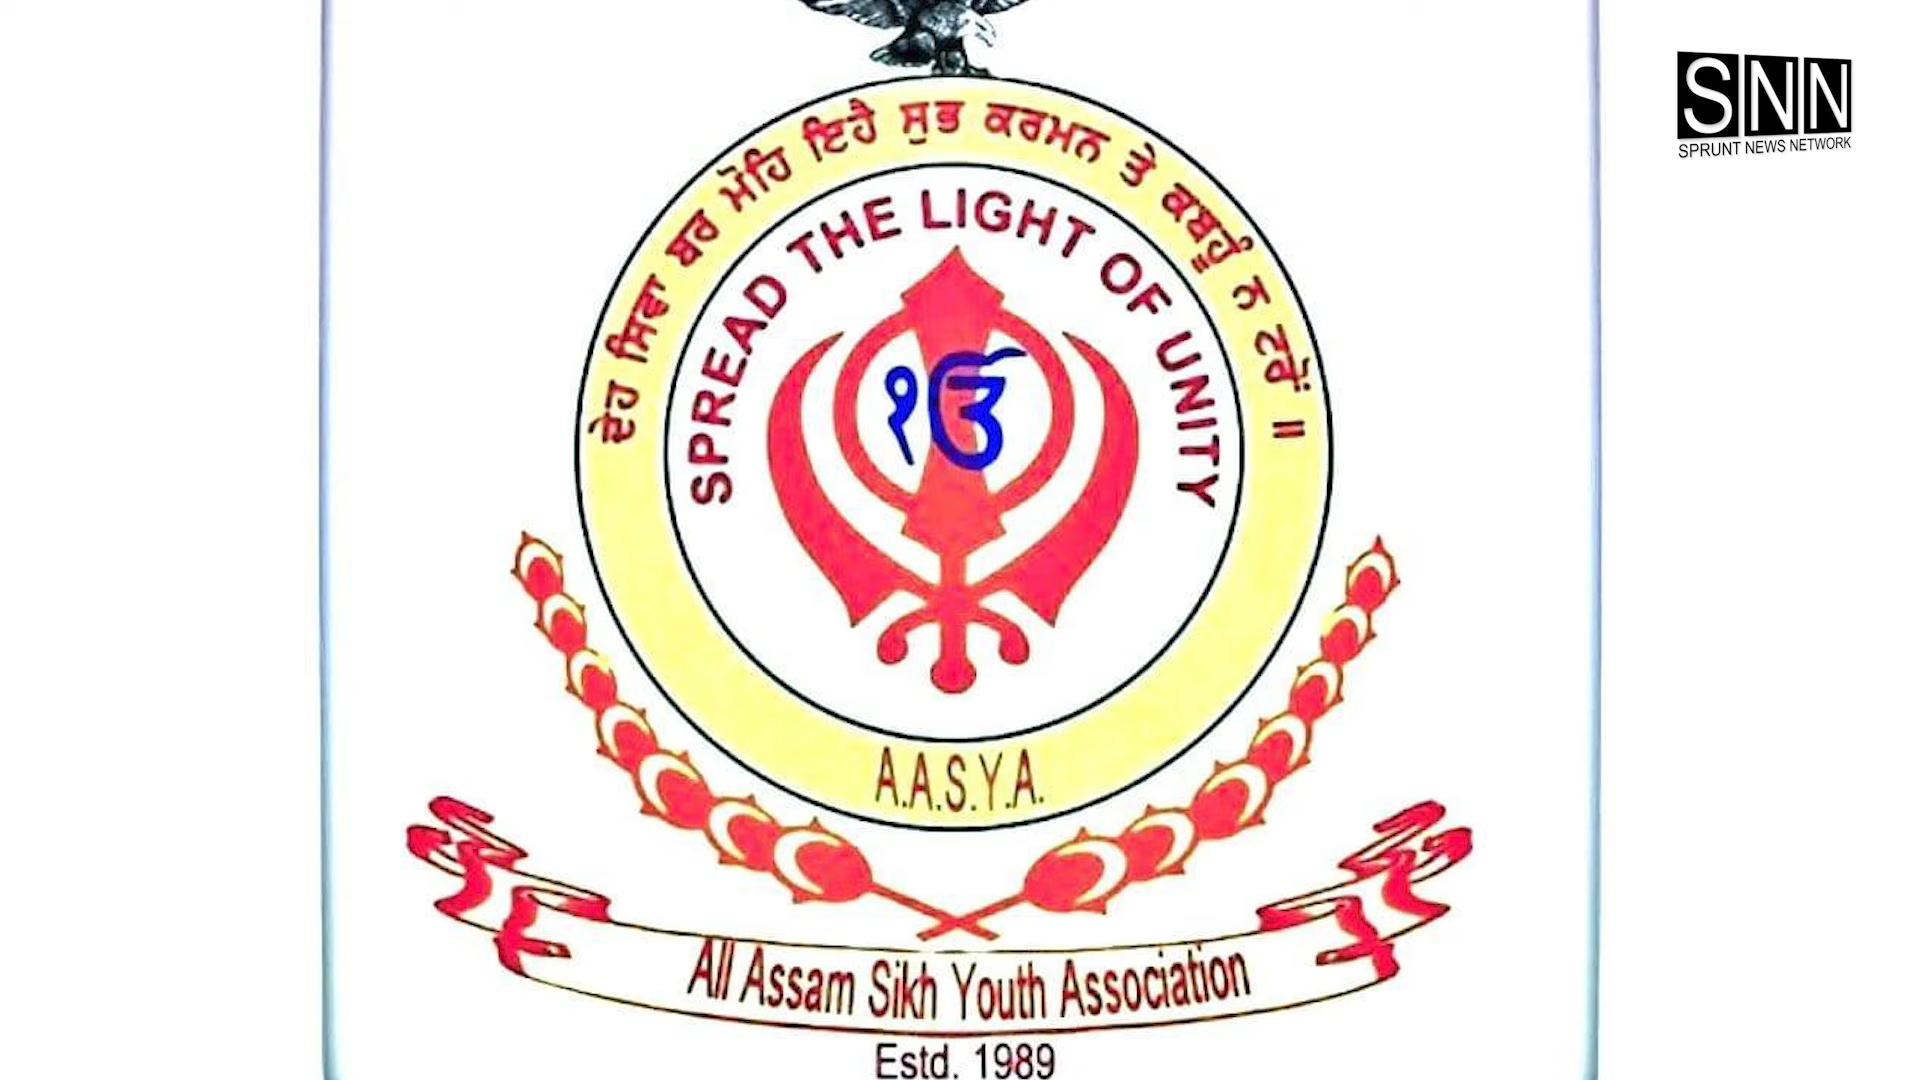 SNN
SPRUNT NEWS NETWORK
ਦੇਹ ਸਿਵਾ ਬਰ ਮੋਹਿ ਇਹੈ ਸੁਭ ਕਰਮਨ ਤੇ ਕਬਹੂੰ ਨ ਟਰੋਂ ॥
SPREAD THE LIGHT OF UNITY
ੴ
A.A.S.Y.A.
All Assam Sikh Youth Association
Estd. 1989